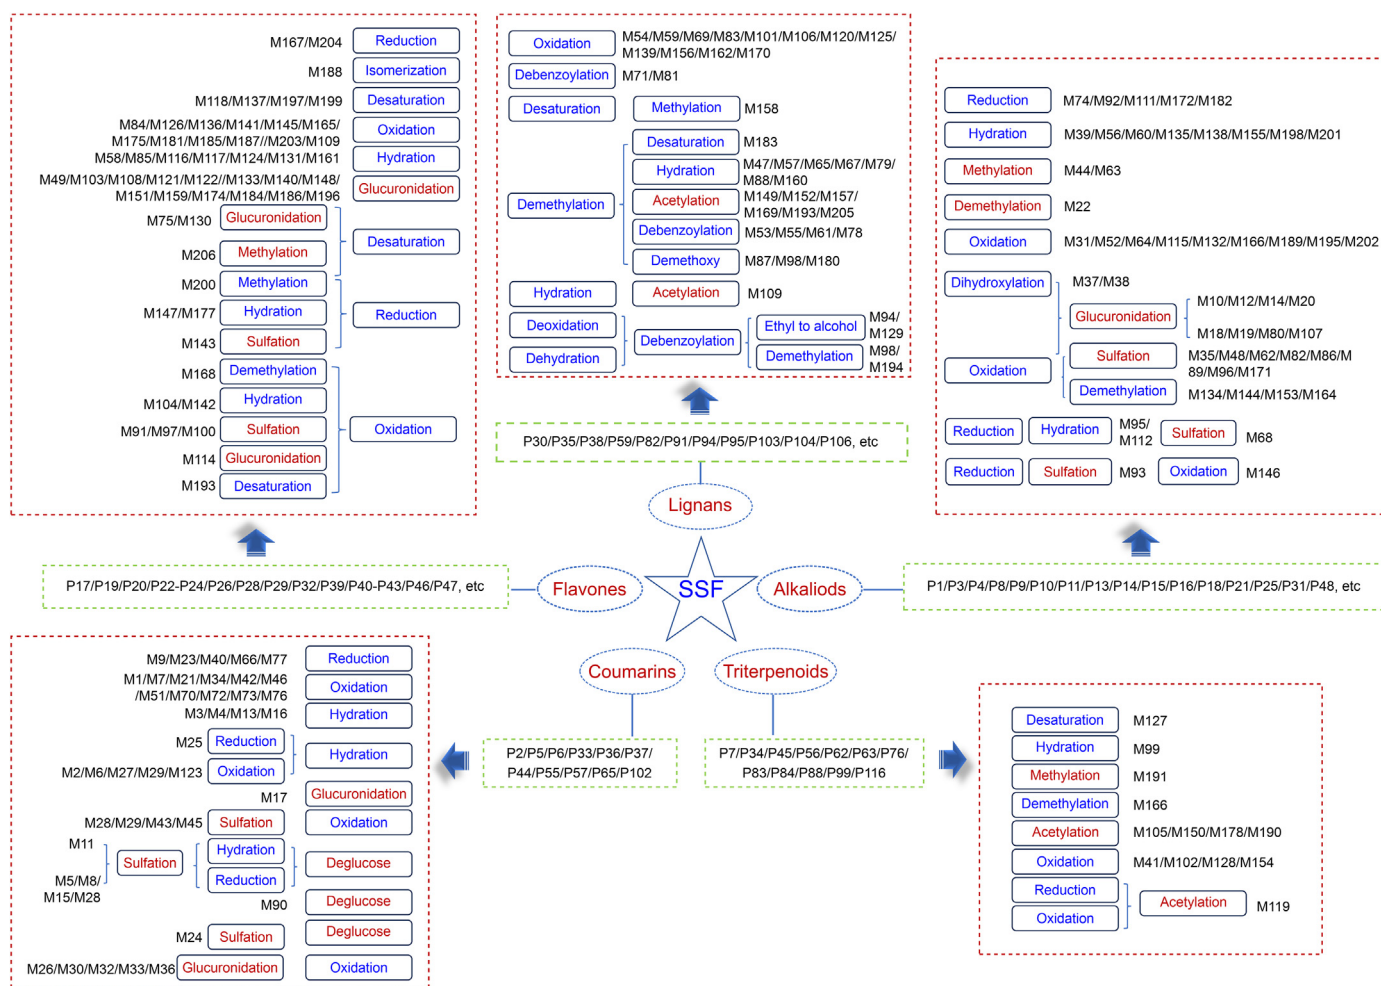 M167/M204 Reduction
M188 Isomerization
M118/M137/M197/M199 Desaturation
M84/M126/M136/M141/M145/M165/
M175/M181/M185/M187//M203/M109
Oxidation
M58/M85/M116/M117/M124/M131/M161 Hydration
M49/M103/M108/M121/M122//M133/M140/M148/
M151/M159/M174/M184/M186/M196
Glucuronidation
M75/M130 Glucuronidation
M206 Methylation
Desaturation
M200 Methylation
M147/M177 Hydration
M143 Sulfation
Reduction
M168 Demethylation
M104/M142 Hydration
M91/M97/M100 Sulfation
M114 Glucuronidation
M193 Desaturation
Oxidation
Oxidation
M54/M59/M69/M83/M101/M106/M120/M125/
M139/M156/M162/M170
Debenzoylation M71/M81
Desaturation Methylation M158
Demethylation
Desaturation M183
Hydration
M47/M57/M65/M67/M79/
M88/M160
Acetylation
M149/M152/M157/
M169/M193/M205
Debenzoylation M53/M55/M61/M78
Demethoxy M87/M98/M180
Hydration Acetylation M109
Deoxidation
Dehydration
Debenzoylation
Ethyl to alcohol
M94/
M129
Demethylation
M98/
M194
Reduction M74/M92/M111/M172/M182
Hydration M39/M56/M60/M135/M138/M155/M198/M201
Methylation M44/M63
Demethylation M22
Oxidation M31/M52/M64/M115/M132/M166/M189/M195/M202
Dihydroxylation M37/M38
Glucuronidation
M10/M12/M14/M20
M18/M19/M80/M107
Oxidation
Sulfation
M35/M48/M62/M82/M86/M
89/M96/M171
Demethylation M134/M144/M153/M164
Reduction Hydration
M95/
M112
Sulfation M68
Reduction Sulfation M93 Oxidation M146
P30/P35/P38/P59/P82/P91/P94/P95/P103/P104/P106, etc
Lignans
P17/P19/P20/P22-P24/P26/P28/P29/P32/P39/P40-P43/P46/P47, etc
Flavones
SSF
Alkaliods
P1/P3/P4/P8/P9/P10/P11/P13/P14/P15/P16/P18/P21/P25/P31/P48, etc
Coumarins
Triterpenoids
P2/P5/P6/P33/P36/P37/
P44/P55/P57/P65/P102
P7/P34/P45/P56/P62/P63/P76/
P83/P84/P88/P99/P116
M9/M23/M40/M66/M77 Reduction
M1/M7/M21/M34/M42/M46
/M51/M70/M72/M73/M76
Oxidation
M3/M4/M13/M16 Hydration
M25 Reduction
M2/M6/M27/M29/M123 Oxidation
Hydration
M17 Glucuronidation
M28/M29/M43/M45 Sulfation Oxidation
M11
M5/M8/
M15/M28
Sulfation
Hydration
Reduction
Deglucose
M90 Deglucose
M24 Sulfation Deglucose
M26/M30/M32/M33/M36 Glucuronidation Oxidation
Desaturation M127
Hydration M99
Methylation M191
Demethylation M166
Acetylation M105/M150/M178/M190
Oxidation M41/M102/M128/M154
Reduction
Oxidation
Acetylation M119